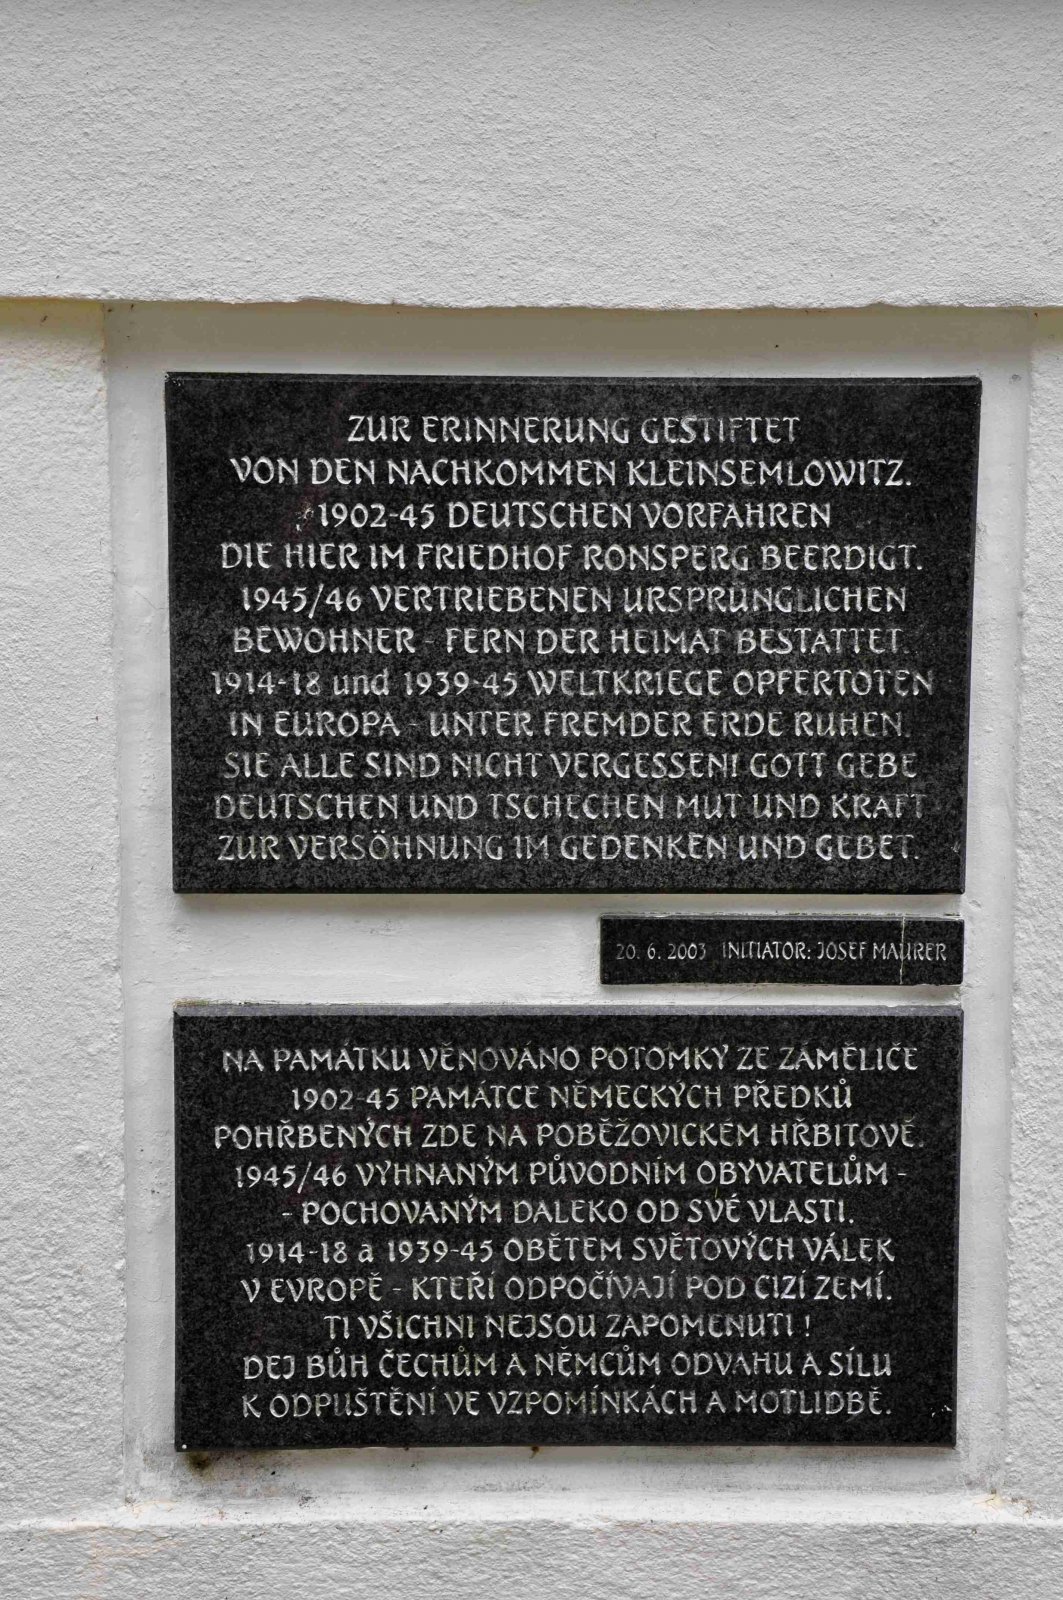 ZUR ERINNERUNG GESTIFTET
VON DEN NACHKOMMEN KLEINSEMLOWITZ.
1902-45 DEUTSCHEN VORFAHREN
DIE HIER IM FRIEDHOF RONSPERG BEERDIGT.
1945/46 VERTRIEBENEN URSPRÜNGLICHEN
BEWOHNER - FERN DER HEIMAT BESTATTET.
1914-18 und 1939-45 WELTKRIEGE OPFERTOTEN
IN EUROPA - UNTER FREMDER ERDE RUHEN.
SIE ALLE SIND NICHT VERGESSEN! GOTT GEBE
DEUTSCHEN UND TSCHECHEN MUT UND KRAFT
ZUR VERSÖHNUNG IM GEDENKEN UND GEBET.
20. 6. 2003 INITIATOR: JOSEF MAURER
NA PAMÁTKU VĚNOVÁNO POTOMKY ZE ZÁMĚLIČE
1902-45 PAMÁTCE NĚMECKÝCH PŘEDKŮ
POHŘBENÝCH ZDE NA POBĚŽOVICKÉM HŘBITOVĚ.
1945/46 VYHNANÝM PŮVODNÍM OBYVATELŮM -
- POCHOVANÝM DALEKO OD SVÉ VLASTI.
1914-18 a 1939-45 OBĚTEM SVĚTOVÝCH VÁLEK
V EVROPĚ - KTEŘÍ ODPOČÍVAJÍ POD CIZÍ ZEMÍ.
TI VŠICHNI NEJSOU ZAPOMENUTI !
DEJ BŮH ČECHŮM A NĚMCŮM ODVAHU A SÍLU
K ODPUŠTĚNÍ VE VZPOMÍNKÁCH A MOTLIDBĚ.